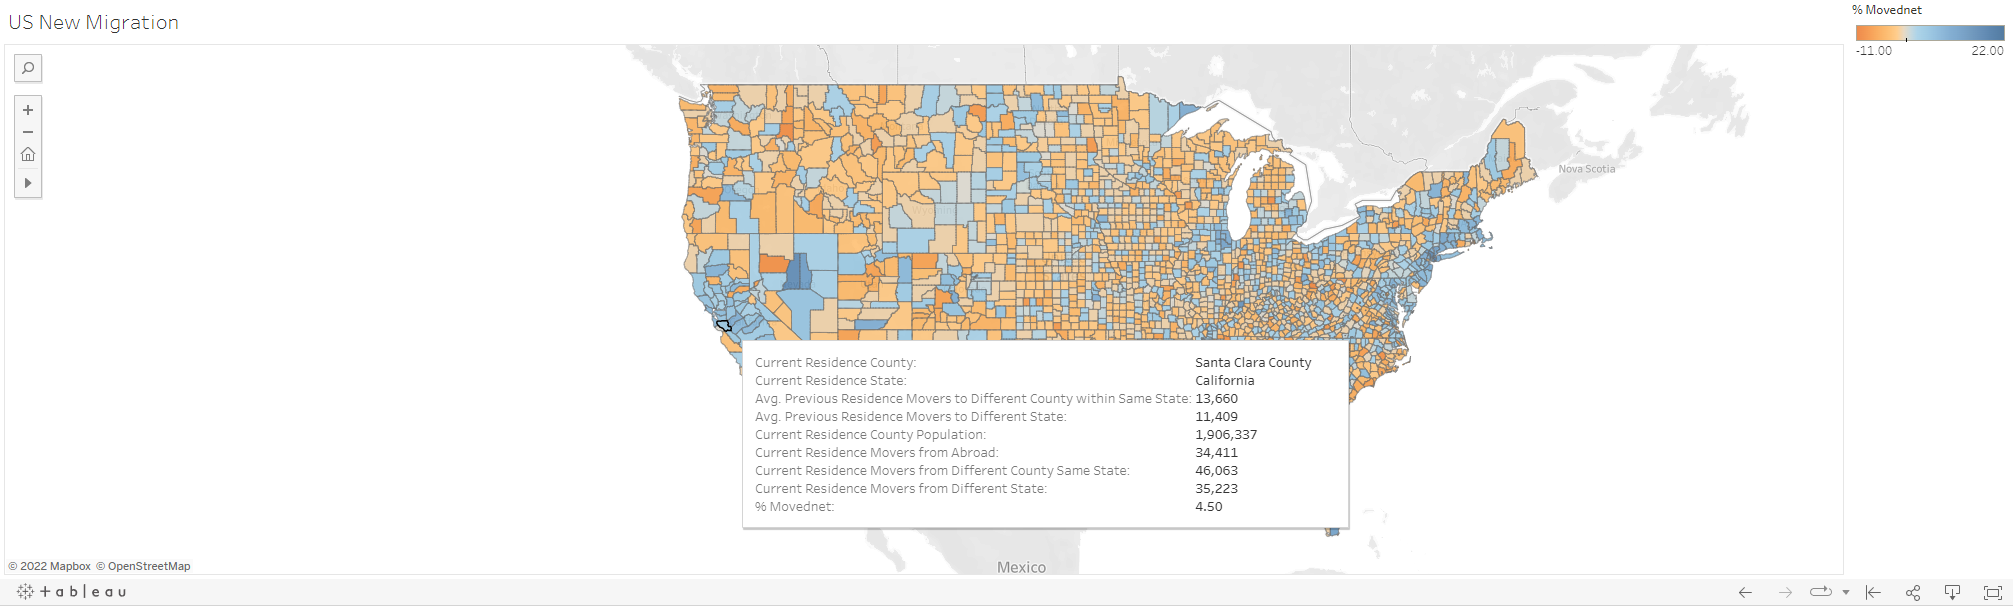 US New Migration
% Movednet
-11.00 22.00
Nova Scotia
Wyoming
Current Residence County: Santa Clara County
Current Residence State: California
Avg. Previous Residence Movers to Different County within Same State: 13,660
Avg. Previous Residence Movers to Different State: 11,409
Current Residence County Population: 1,906,337
Current Residence Movers from Abroad: 34,411
Current Residence Movers from Different County Same State: 46,063
Current Residence Movers from Different State: 35,223
% Movednet: 4.50
Mexico
© 2022 Mapbox © OpenStreetMap
+ a b | e a u